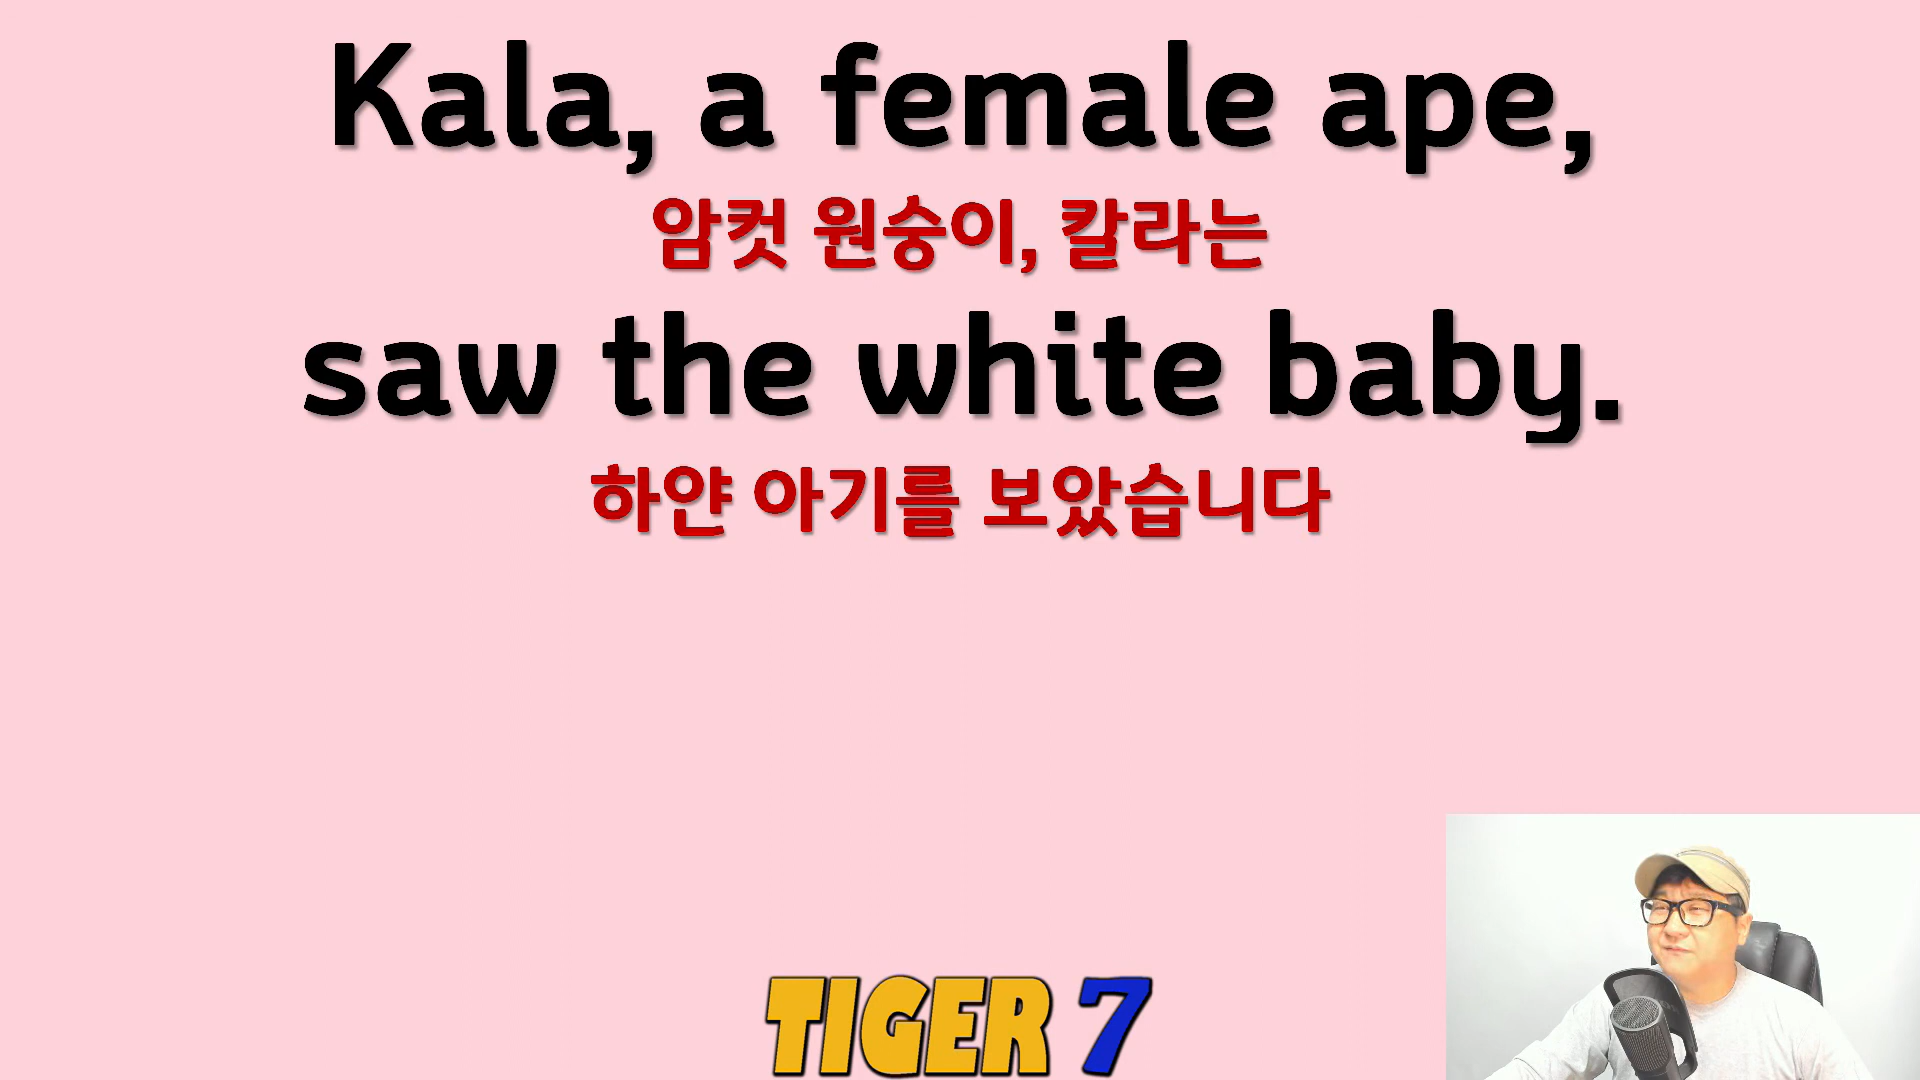 Kala, a female ape,
암컷 원숭이, 칼라는
saw the white baby.
하얀 아기를 보았습니다
TIGER 7